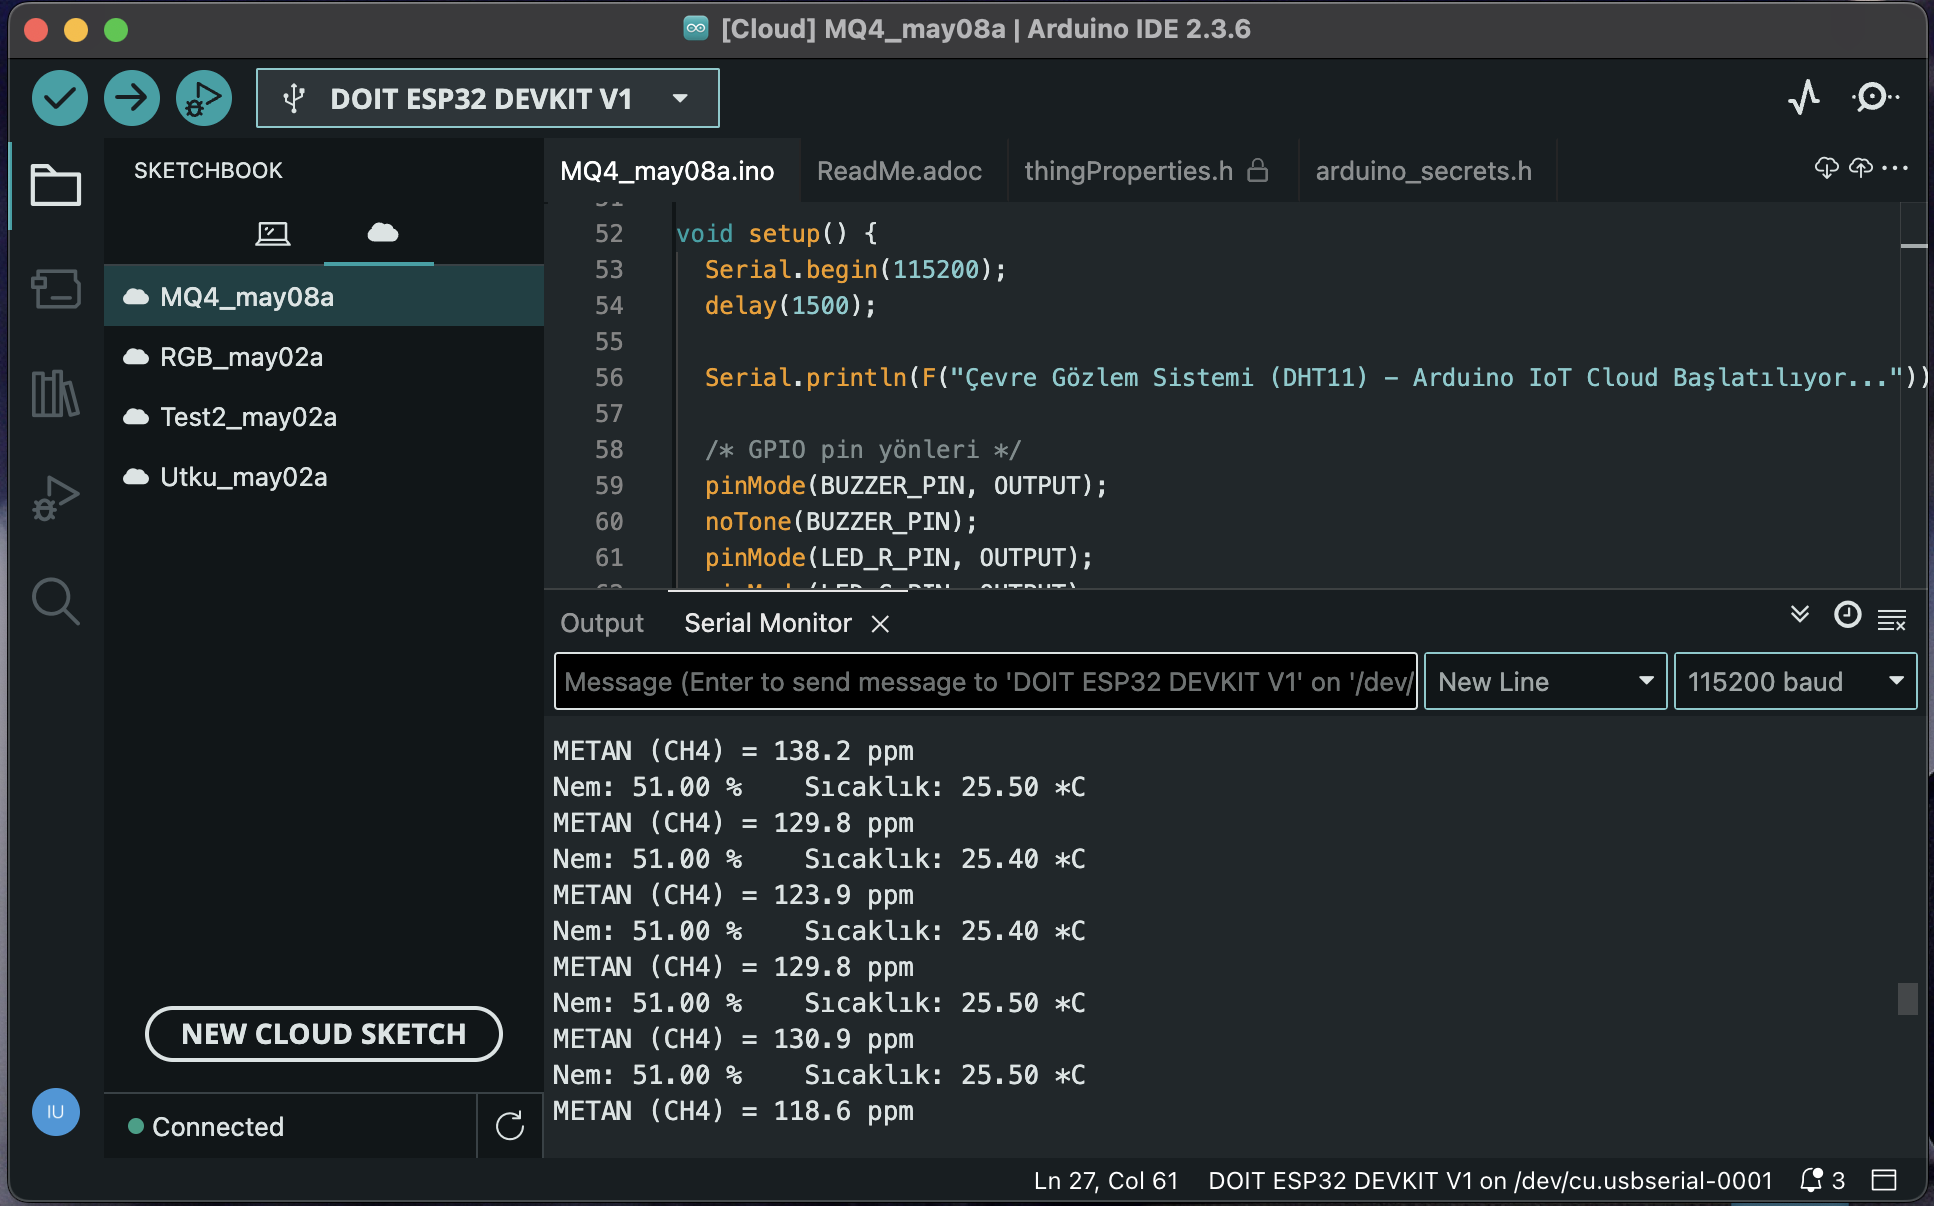 [Cloud] MQ4_may08a | Arduino IDE 2.3.6
DOIT ESP32 DEVKIT V1
SKETCHBOOK
MQ4_may08a
RGB_may02a
Test2_may02a
Utku_may02a
NEW CLOUD SKETCH
IU
Connected
MQ4_may08a.ino
ReadMe.adoc
thingProperties.h
arduino_secrets.h
52 void setup() {
53 Serial.begin(115200);
54 delay(1500);
55
56 Serial.println(F("Çevre Gözlem Sistemi (DHT11) – Arduino IoT Cloud Başlatılıyor..."))
57
58 /* GPIO pin yönleri */
59 pinMode(BUZZER_PIN, OUTPUT);
60 noTone(BUZZER_PIN);
61 pinMode(LED_R_PIN, OUTPUT);
Output
Serial Monitor
Message (Enter to send message to 'DOIT ESP32 DEVKIT V1' on '/dev/
New Line
115200 baud
METAN (CH4) = 138.2 ppm
Nem: 51.00 % Sıcaklık: 25.50 *C
METAN (CH4) = 129.8 ppm
Nem: 51.00 % Sıcaklık: 25.40 *C
METAN (CH4) = 123.9 ppm
Nem: 51.00 % Sıcaklık: 25.40 *C
METAN (CH4) = 129.8 ppm
Nem: 51.00 % Sıcaklık: 25.50 *C
METAN (CH4) = 130.9 ppm
Nem: 51.00 % Sıcaklık: 25.50 *C
METAN (CH4) = 118.6 ppm
Ln 27, Col 61
DOIT ESP32 DEVKIT V1 on /dev/cu.usbserial-0001
3